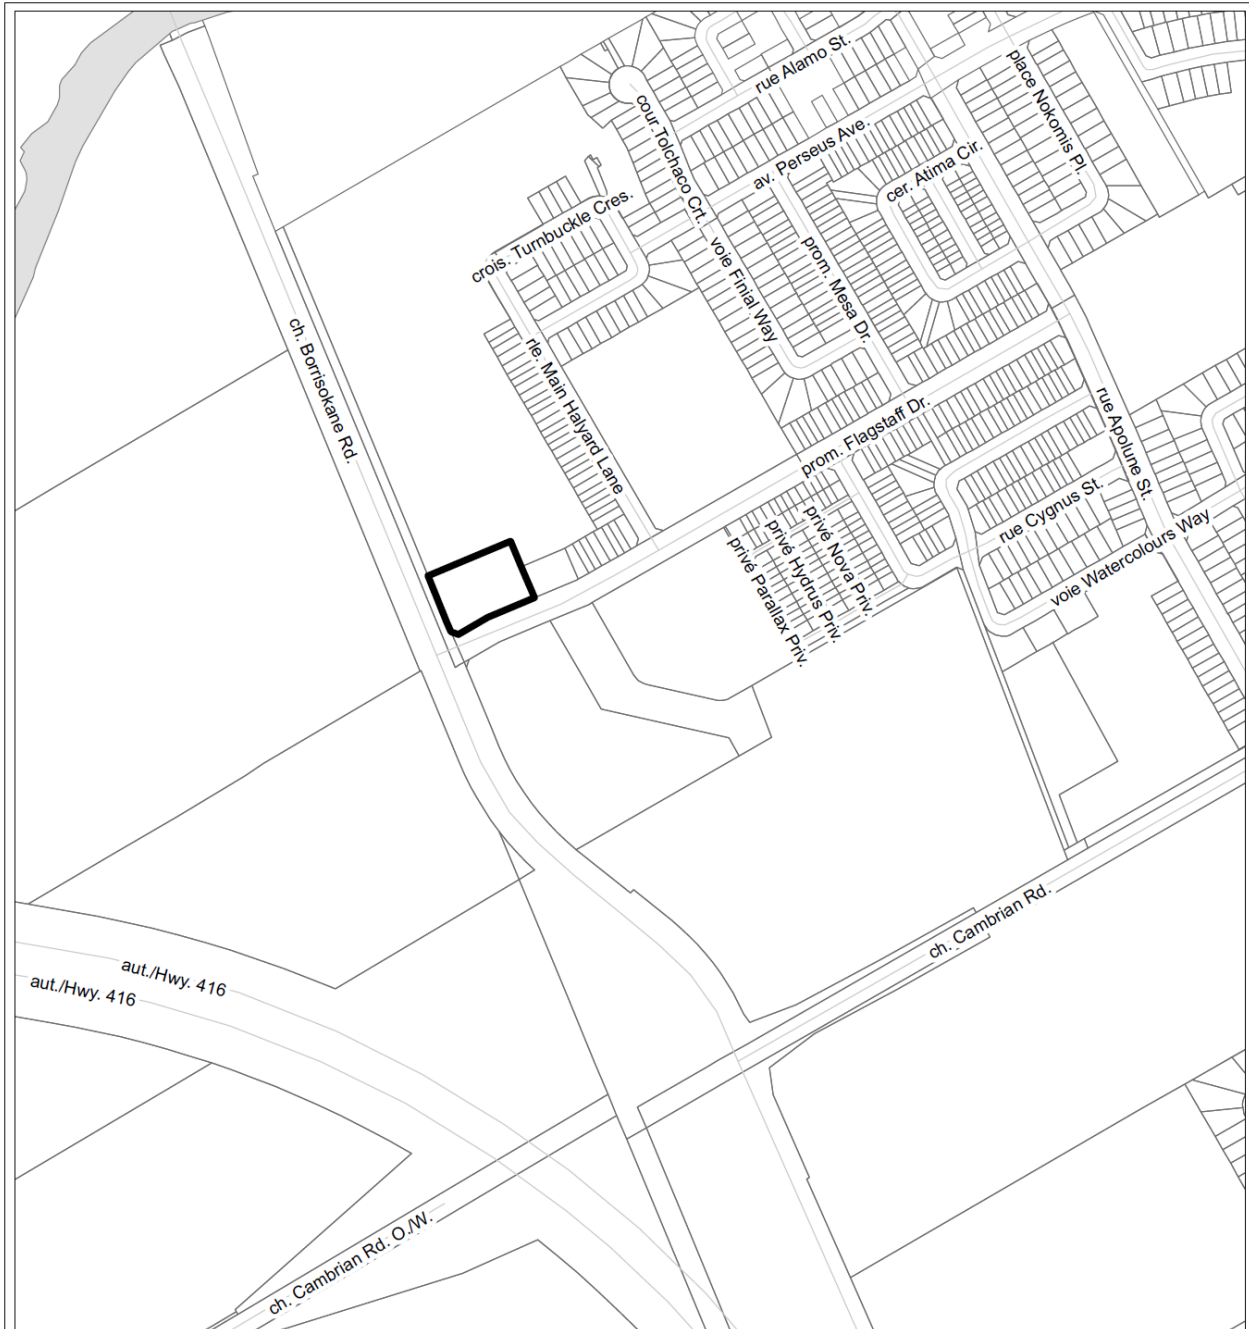 rue Alamo St.
place Nokomis Pl.
cour Tolchaco Crt.
av. Perseus Ave.
cer. Atima Cir.
crois. Turnbuckle Cres.
voie Finial Way
prom. Mesa Dr.
ch. Borrisokane Rd.
rle. Main Halyard Lane
prom. Flagstaff Dr.
rue Apolune St.
rue Cygnus St.
privé Nova Priv.
privé Hydrus Priv.
privé Parallax Priv.
voie Watercolours Way
ch. Cambrian Rd.
aut./Hwy. 416
aut./Hwy. 416
ch. Cambrian Rd. O./W.